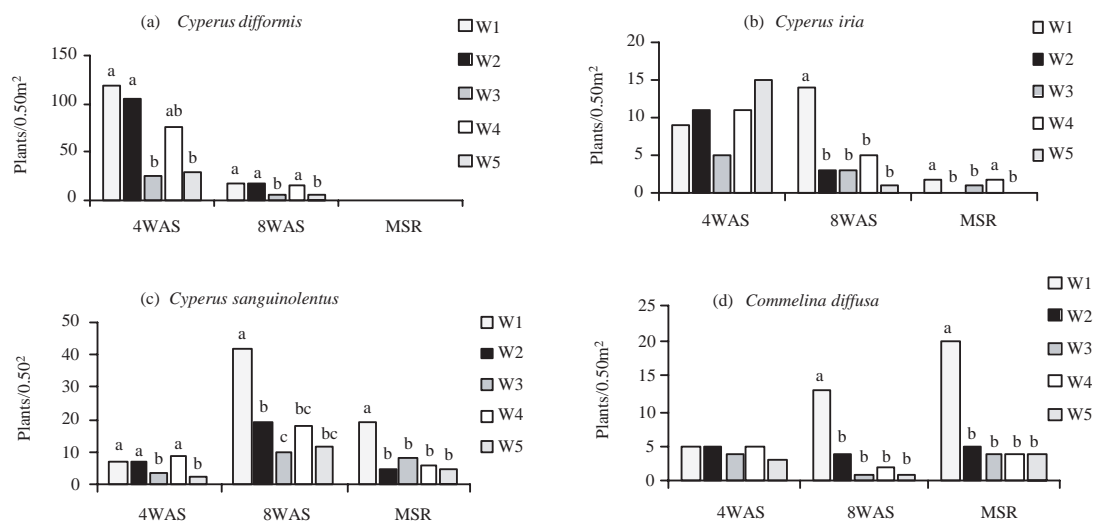 (a) Cyperus difformis
W1
W2
W3
W4
W5
Plants/0.50m²
150
100
50
0
a a b ab b
a a b a b
4WAS 8WAS MSR
(b) Cyperus iria
W1
W2
W3
W4
W5
Plants/0.50m²
20
15
10
5
0
a b b b b
a b b a b
4WAS 8WAS MSR
(c) Cyperus sanguinolentus
W1
W2
W3
W4
W5
Plants/0.50²
50
40
30
20
10
0
a a b a b
a b c bc bc
a b b b b
4WAS 8WAS MSR
(d) Commelina diffusa
W1
W2
W3
W4
W5
Plants/0.50m²
25
20
15
10
5
0
a b b b b
a b b b b
4WAS 8WAS MSR